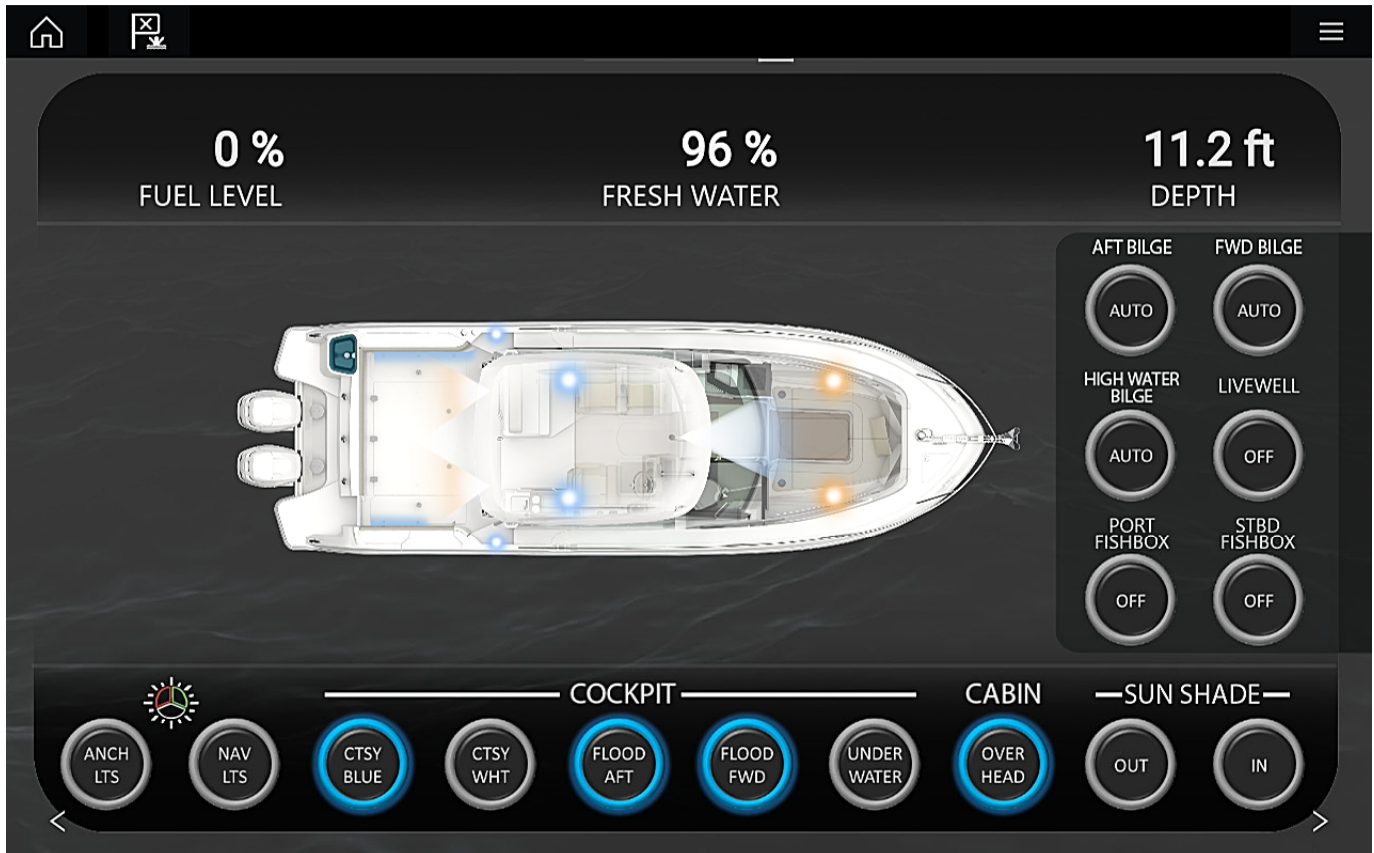 0 %
FUEL LEVEL
96 %
FRESH WATER
11.2 ft
DEPTH
AFT BILGE
AUTO
FWD BILGE
AUTO
HIGH WATER
BILGE
AUTO
LIVEWELL
OFF
PORT
FISHBOX
OFF
STBD
FISHBOX
OFF
COCKPIT
CABIN
SUN SHADE
ANCH
LTS
NAV
LTS
CTSY
BLUE
CTSY
WHT
FLOOD
AFT
FLOOD
FWD
UNDER
WATER
OVER
HEAD
OUT
IN